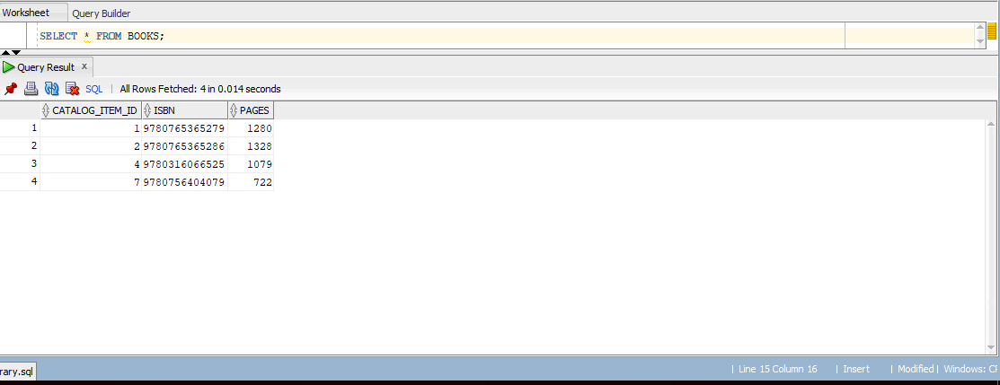 Worksheet Query Builder
SELECT * FROM BOOKS;
Query Result x
SQL | All Rows Fetched: 4 in 0.014 seconds
CATALOG_ITEM_ID ISBN PAGES
1 1 9780765365279 1280
2 2 9780765365286 1328
3 4 9780316066525 1079
4 7 9780756404079 722
rary.sql | Line 15 Column 16 | Insert | Modified | Windows: CF